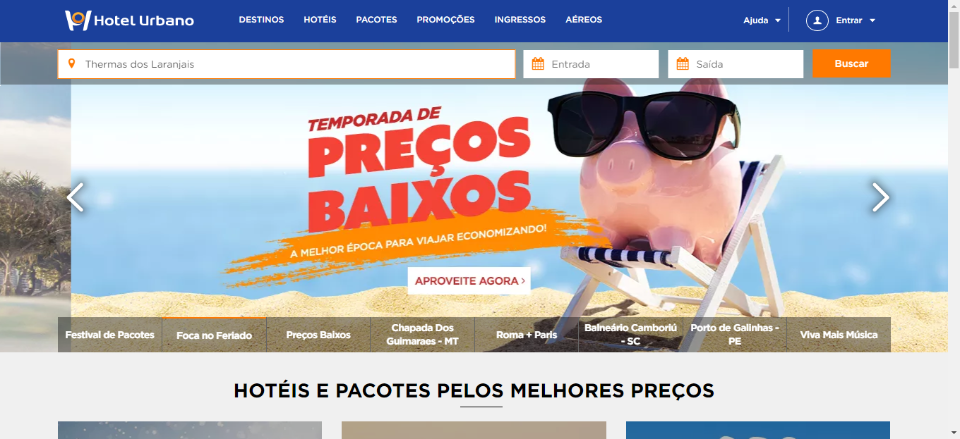 Hotel Urbano
DESTINOS HOTÉIS PACOTES PROMOÇÕES INGRESSOS AÉREOS
Ajuda Entrar
Thermas dos Laranjais
Entrada
Saída
Buscar
TEMPORADA DE
PREÇOS
BAIXOS
A MELHOR ÉPOCA PARA VIAJAR ECONOMIZANDO!
APROVEITE AGORA ›
Festival de Pacotes
Foca no Feriado
Preços Baixos
Chapada Dos
Guimaraes - MT
Roma + Paris
Balneário Camboriú
- SC
Porto de Galinhas -
PE
Viva Mais Música
HOTÉIS E PACOTES PELOS MELHORES PREÇOS